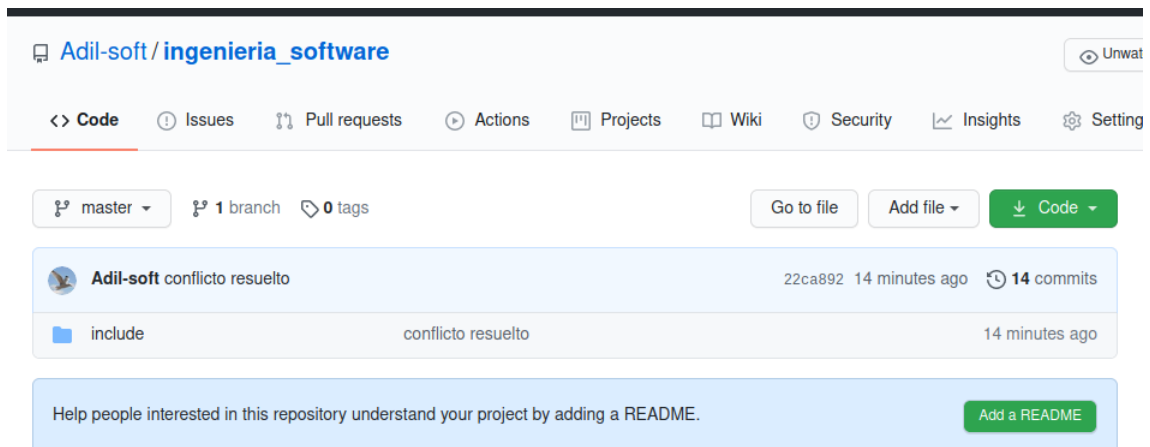 Adil-soft / ingenieria_software
Unwat
Code Issues Pull requests Actions Projects Wiki Security Insights Setting
master 1 branch 0 tags Go to file Add file Code
Adil-soft conflicto resuelto 22ca892 14 minutes ago 14 commits
include conflicto resuelto 14 minutes ago
Help people interested in this repository understand your project by adding a README. Add a README